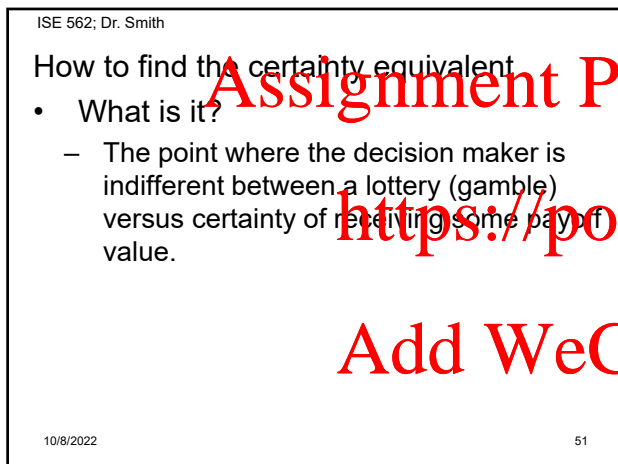 ISE 562; Dr. Smith
How to find the certainty equivalent
Assignment P
• What is it?
– The point where the decision maker is
indifferent between a lottery (gamble)
versus certainty of receiving some payoff
https://po
value.
Add WeC
10/8/2022 51